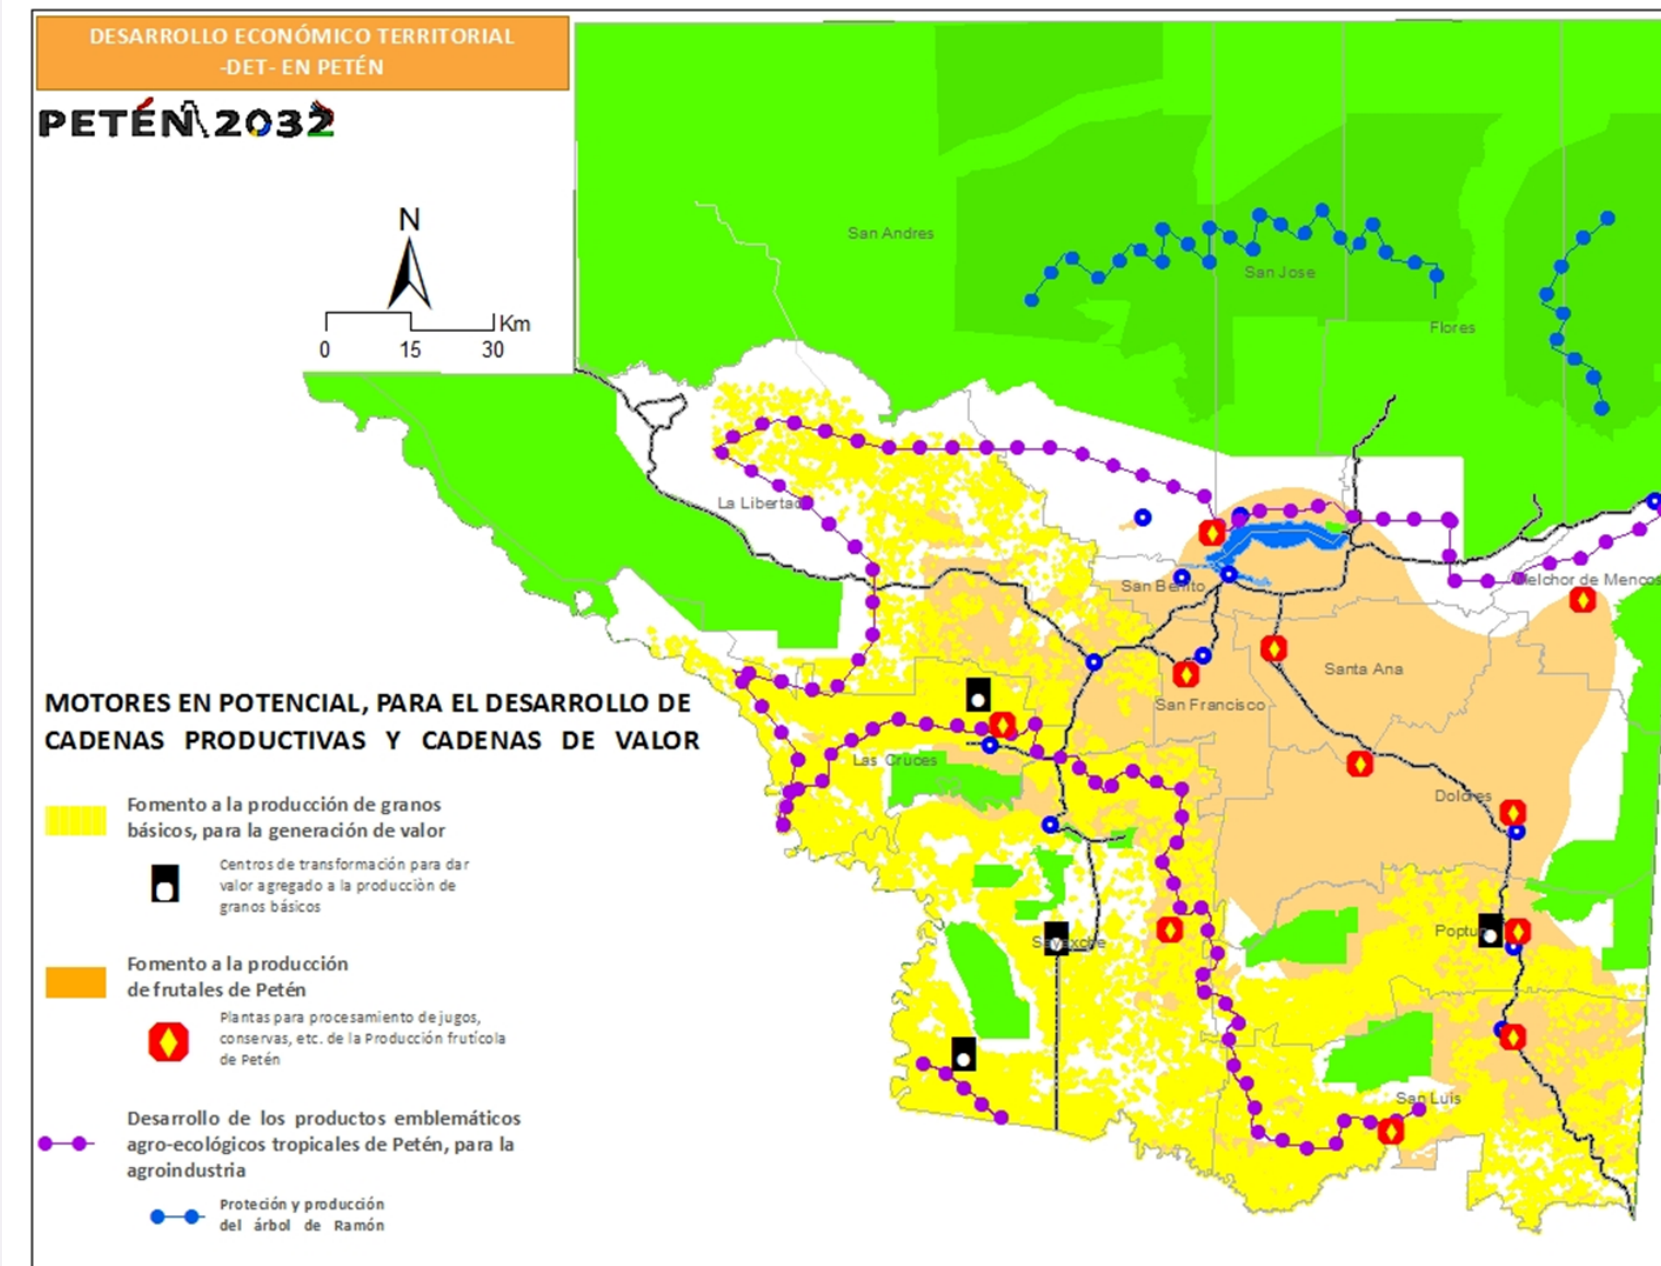 DESARROLLO ECONÓMICO TERRITORIAL
-DET- EN PETÉN
PETÉN 2032
N
Km
0 15 30
San Andres
San Jose
Flores
La Libertad
San Benito
Melchor de Mencos
Santa Ana
San Francisco
Las Cruces
Dolores
Poptun
Sayaxche
San Luis
MOTORES EN POTENCIAL, PARA EL DESARROLLO DE
CADENAS PRODUCTIVAS Y CADENAS DE VALOR
Fomento a la producción de granos
básicos, para la generación de valor
Centros de transformación para dar
valor agregado a la producciòn de
granos básicos
Fomento a la producción
de frutales de Petén
Plantas para procesamiento de jugos,
conservas, etc. de la Producción frutícola
de Petén
Desarrollo de los productos emblemáticos
agro-ecológicos tropicales de Petén, para la
agroindustria
Proteción y producción
del árbol de Ramón